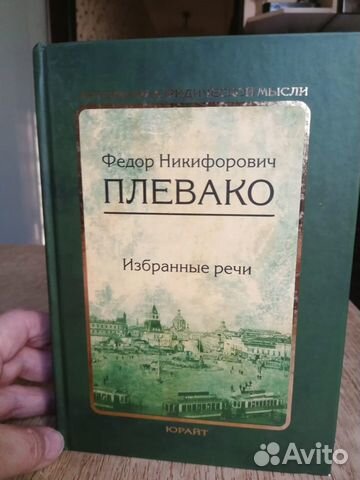 ЮРИДИЧЕСКОЙ МЫСЛИ
Федор Никифорович
ПЛЕВАКО
Избранные речи
ЮРАЙТ
Avito